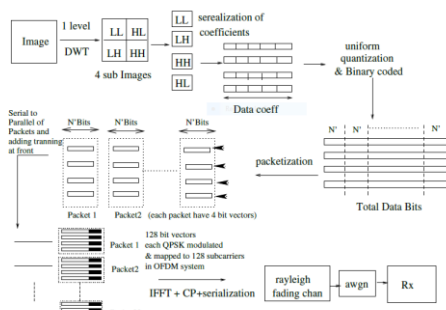 Image
1 level
DWT
LL HL
LH HH
4 sub Images
LL
LH
HH
HL
serealization of
coefficients
Data coeff
uniform
quantization
& Binary coded
N' N' N'
Total Data Bits
packetization
Serial to
Parallel of
Packets and
adding tranning
at front
N'Bits N'Bits N'Bits
Packet 1 Packet2 (each packet have 4 bit vectors)
Packet 1
Packet2
128 bit vectors
each QPSK modulated
& mapped to 128 subcarriers
in OFDM system
IFFT + CP+serialization
rayleigh
fading chan
awgn
Rx